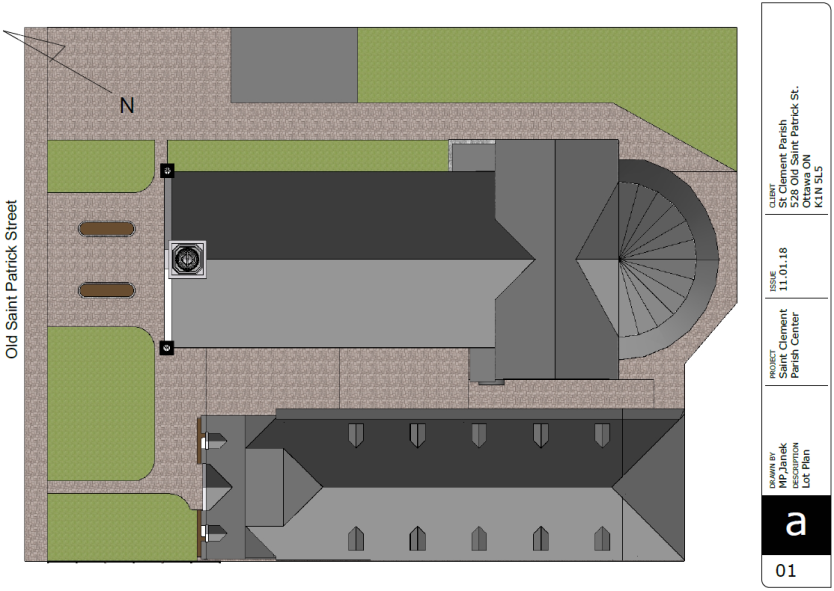 N
Old Saint Patrick Street
CLIENT
St Clement Parish
528 Old Saint Patrick St.
Ottawa ON
K1N 5L5
ISSUE
11.01.18
PROJECT
Saint Clement
Parish Center
DRAWN BY
MP,Janek
DESCRIPTION
Lot Plan
a
01